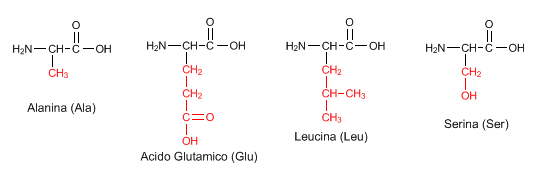 O
H₂N–CH–C–OH
CH₃
Alanina (Ala)
O
H₂N–CH–C–OH
CH₂
CH₂
C=O
OH
Acido Glutamico (Glu)
O
H₂N–CH–C–OH
CH₂
CH–CH₃
CH₃
Leucina (Leu)
O
H₂N–CH–C–OH
CH₂
OH
Serina (Ser)